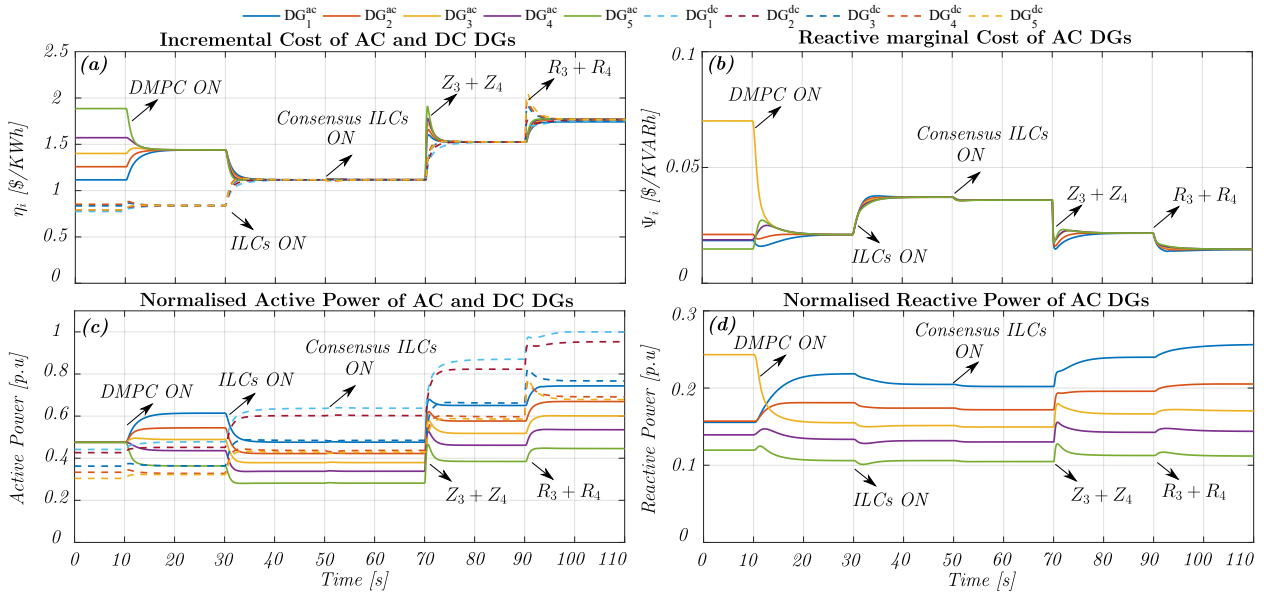 DG₁ᵃᶜ DG₂ᵃᶜ DG₃ᵃᶜ DG₄ᵃᶜ DG₅ᵃᶜ DG₁ᵈᶜ DG₂ᵈᶜ DG₃ᵈᶜ DG₄ᵈᶜ DG₅ᵈᶜ
Incremental Cost of AC and DC DGs
(a)
DMPC ON
Consensus ILCs
ON
Z₃ + Z₄
R₃ + R₄
ILCs ON
ηᵢ [$/KWh]
2.5
2
1.5
1
0.5
0
Reactive marginal Cost of AC DGs
(b)
DMPC ON
Consensus ILCs
ON
Z₃ + Z₄
R₃ + R₄
ILCs ON
Ψᵢ [$/KVARh]
0.1
0.05
0
Normalised Active Power of AC and DC DGs
(c)
DMPC ON
ILCs ON
Consensus ILCs
ON
Z₃ + Z₄
R₃ + R₄
Active Power [p.u]
1
0.8
0.6
0.4
0.2
0
0 10 20 30 40 50 60 70 80 90 100 110
Time [s]
Normalised Reactive Power of AC DGs
(d)
DMPC ON
Consensus ILCs
ON
ILCs ON
Z₃ + Z₄
R₃ + R₄
Reactive Power [p.u]
0.3
0.2
0.1
0
0 10 20 30 40 50 60 70 80 90 100 110
Time [s]